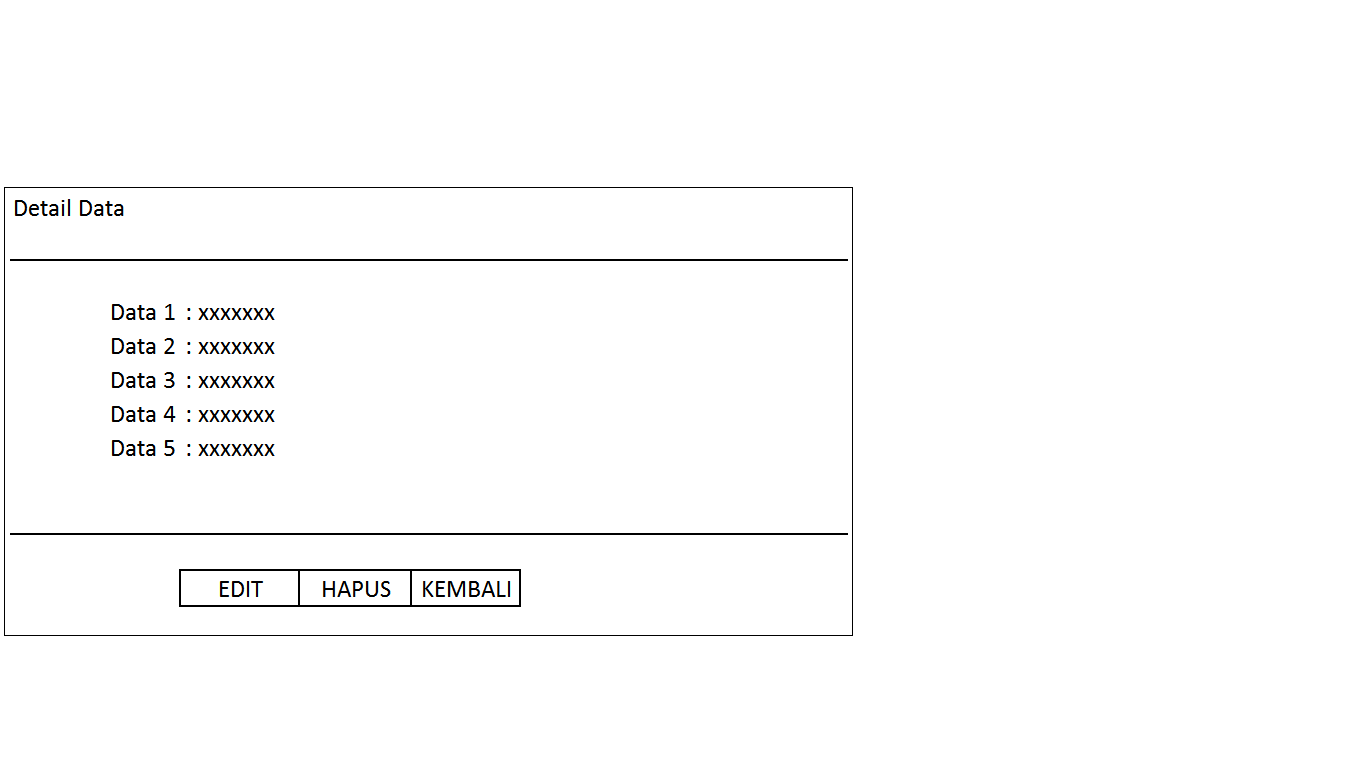 Detail Data
Data 1 : xxxxxxx
Data 2 : xxxxxxx
Data 3 : xxxxxxx
Data 4 : xxxxxxx
Data 5 : xxxxxxx
EDIT HAPUS KEMBALI